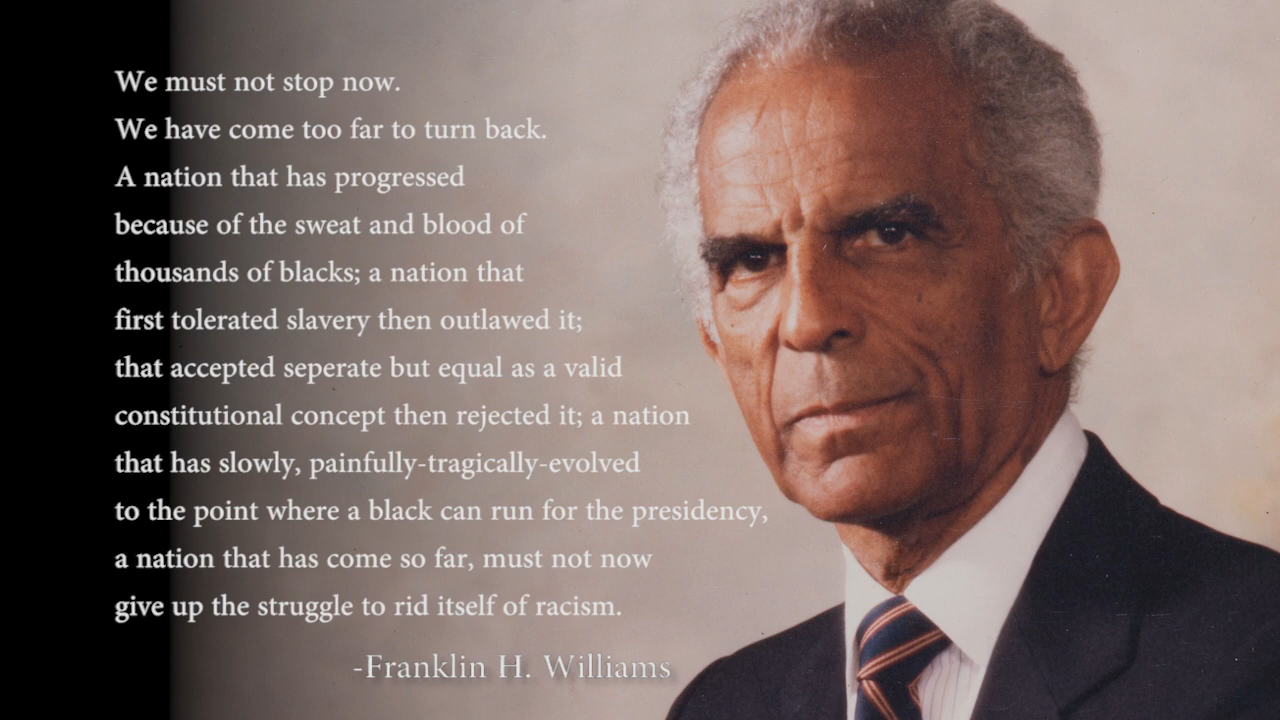 We must not stop now.
We have come too far to turn back.
A nation that has progressed
because of the sweat and blood of
thousands of blacks; a nation that
first tolerated slavery then outlawed it;
that accepted seperate but equal as a valid
constitutional concept then rejected it; a nation
that has slowly, painfully-tragically-evolved
to the point where a black can run for the presidency,
a nation that has come so far, must not now
give up the struggle to rid itself of racism.
-Franklin H. Williams